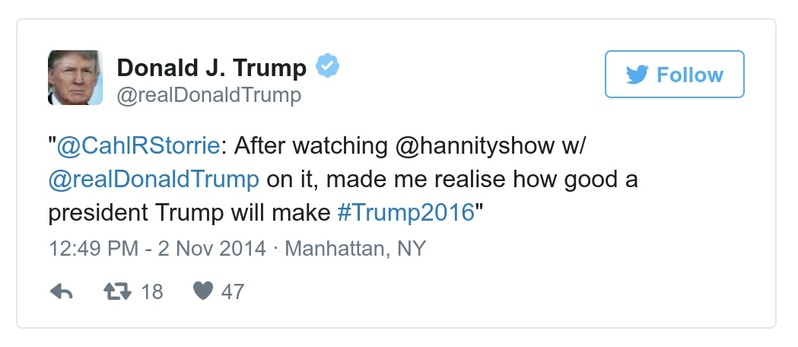 Donald J. Trump
@realDonaldTrump
Follow
"@CahlRStorrie: After watching @hannityshow w/
@realDonaldTrump on it, made me realise how good a
president Trump will make #Trump2016"
12:49 PM - 2 Nov 2014 · Manhattan, NY
18 47